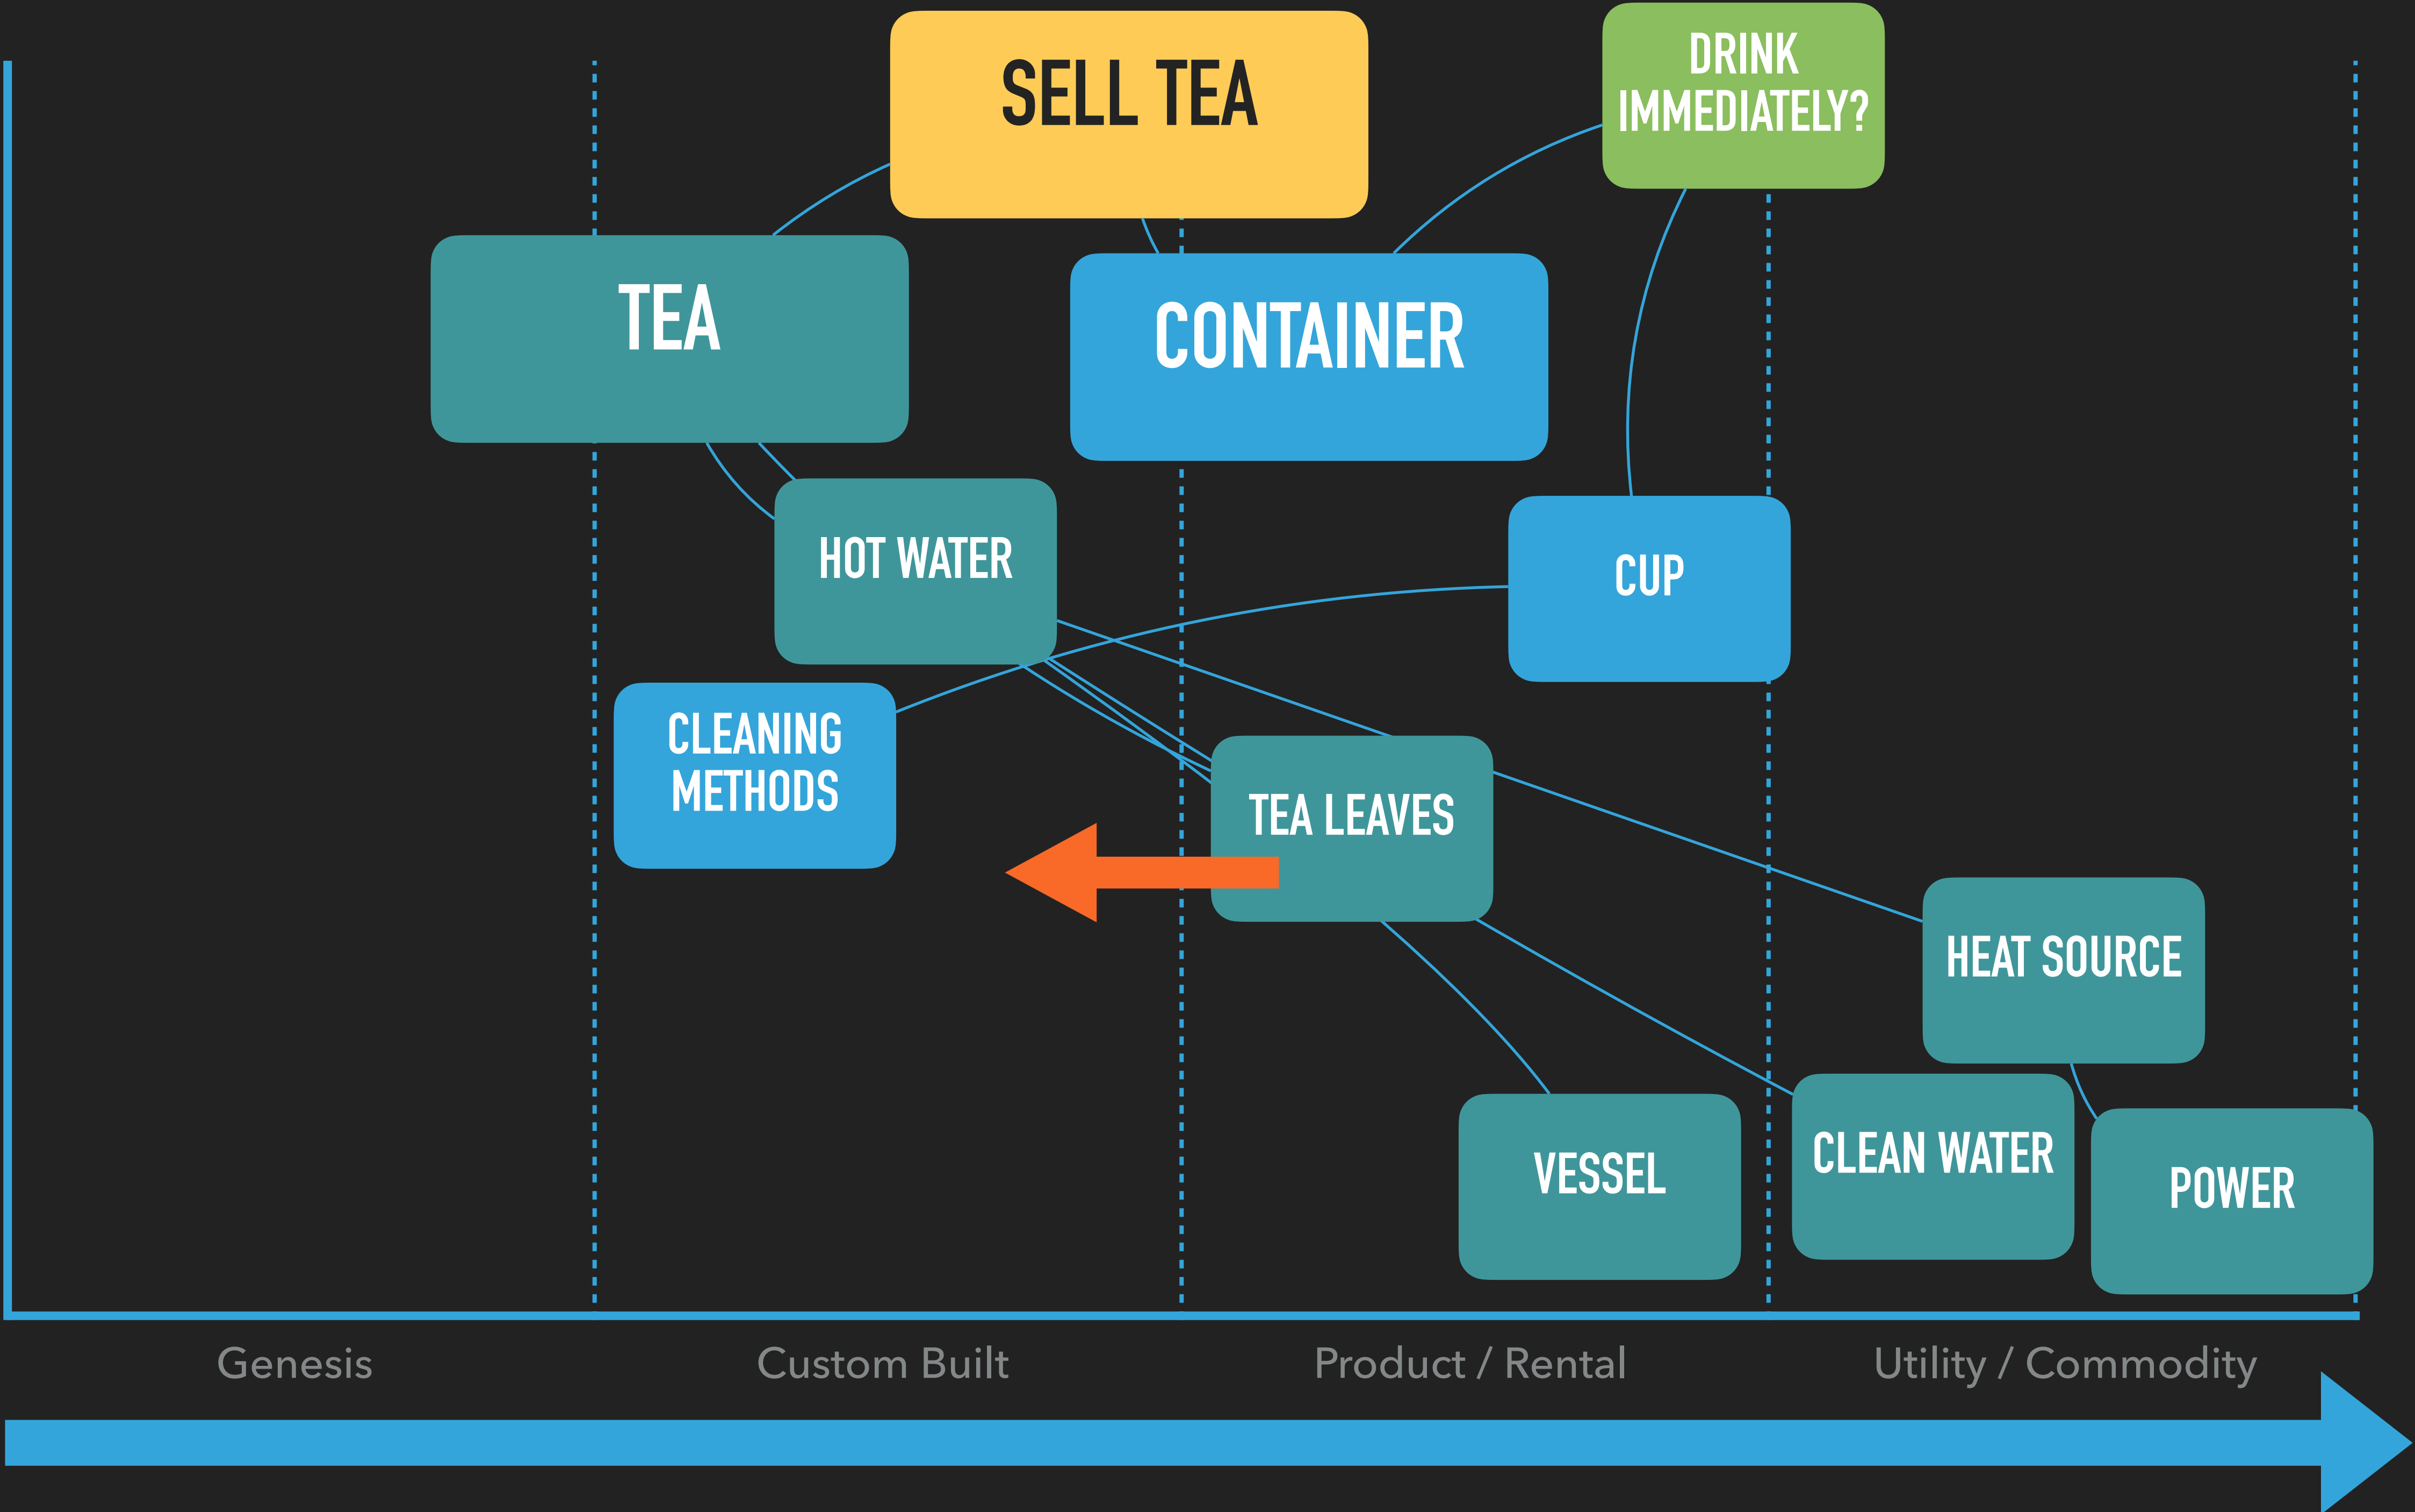 SELL TEA
DRINK
IMMEDIATELY?
TEA
CONTAINER
HOT WATER
CUP
CLEANING
METHODS
TEA LEAVES
HEAT SOURCE
VESSEL
CLEAN WATER
POWER
Genesis
Custom Built
Product / Rental
Utility / Commodity